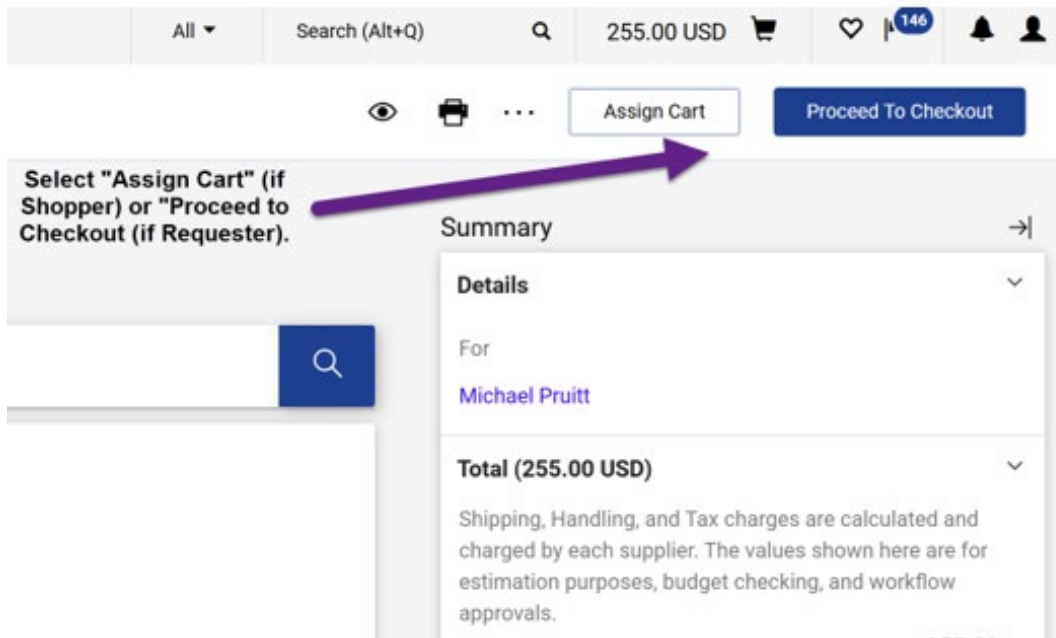 All
Search (Alt+Q)
255.00 USD
146
Assign Cart
Proceed To Checkout
Select "Assign Cart" (if
Shopper) or "Proceed to
Checkout (if Requester).
Summary
Details
For
Michael Pruitt
Total (255.00 USD)
Shipping, Handling, and Tax charges are calculated and
charged by each supplier. The values shown here are for
estimation purposes, budget checking, and workflow
approvals.